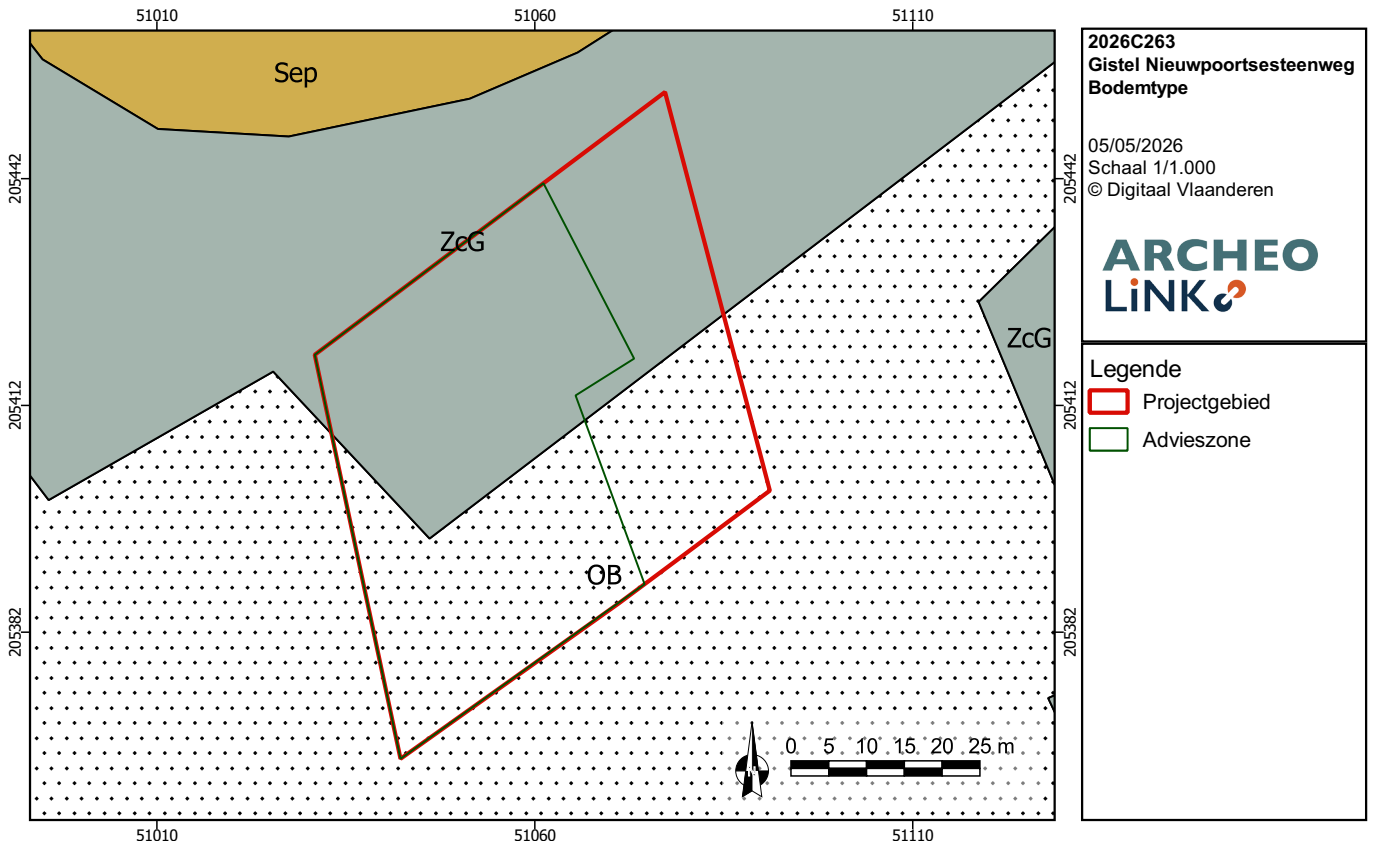 51010 51060 51110
Sep
205442 205442
ZcG
ZcG
205412 205412
OB
205382 205382
0 5 10 15 20 25 m
51010 51060 51110
2026C263
Gistel Nieuwpoortsesteenweg
Bodemtype
05/05/2026
Schaal 1/1.000
© Digitaal Vlaanderen
ARCHEO
LiNK
Legende
Projectgebied
Advieszone